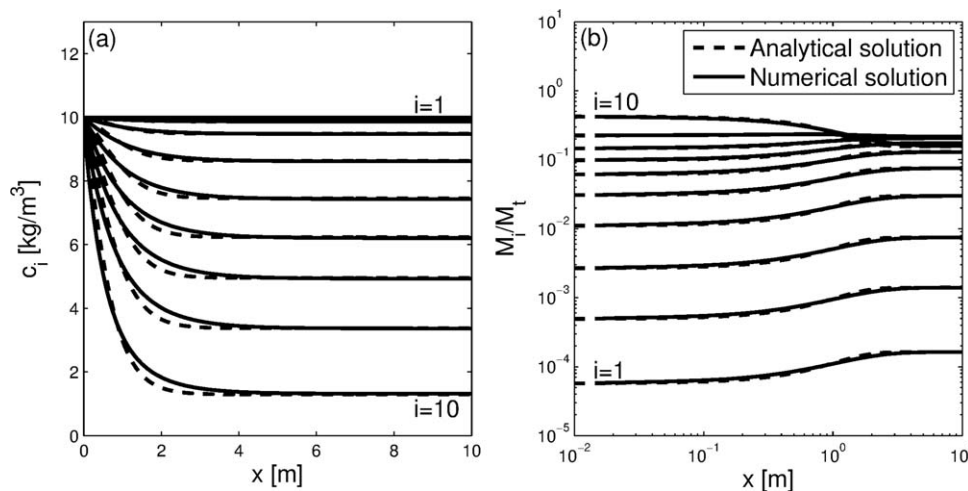 (a)
i=1
i=10
c_i [kg/m^3]
12
10
8
6
4
2
0
0 2 4 6 8 10
x [m]
(b)
Analytical solution
Numerical solution
i=10
i=1
M_i/M_t
10^1
10^0
10^-1
10^-2
10^-3
10^-4
10^-5
10^-2 10^-1 10^0 10
x [m]